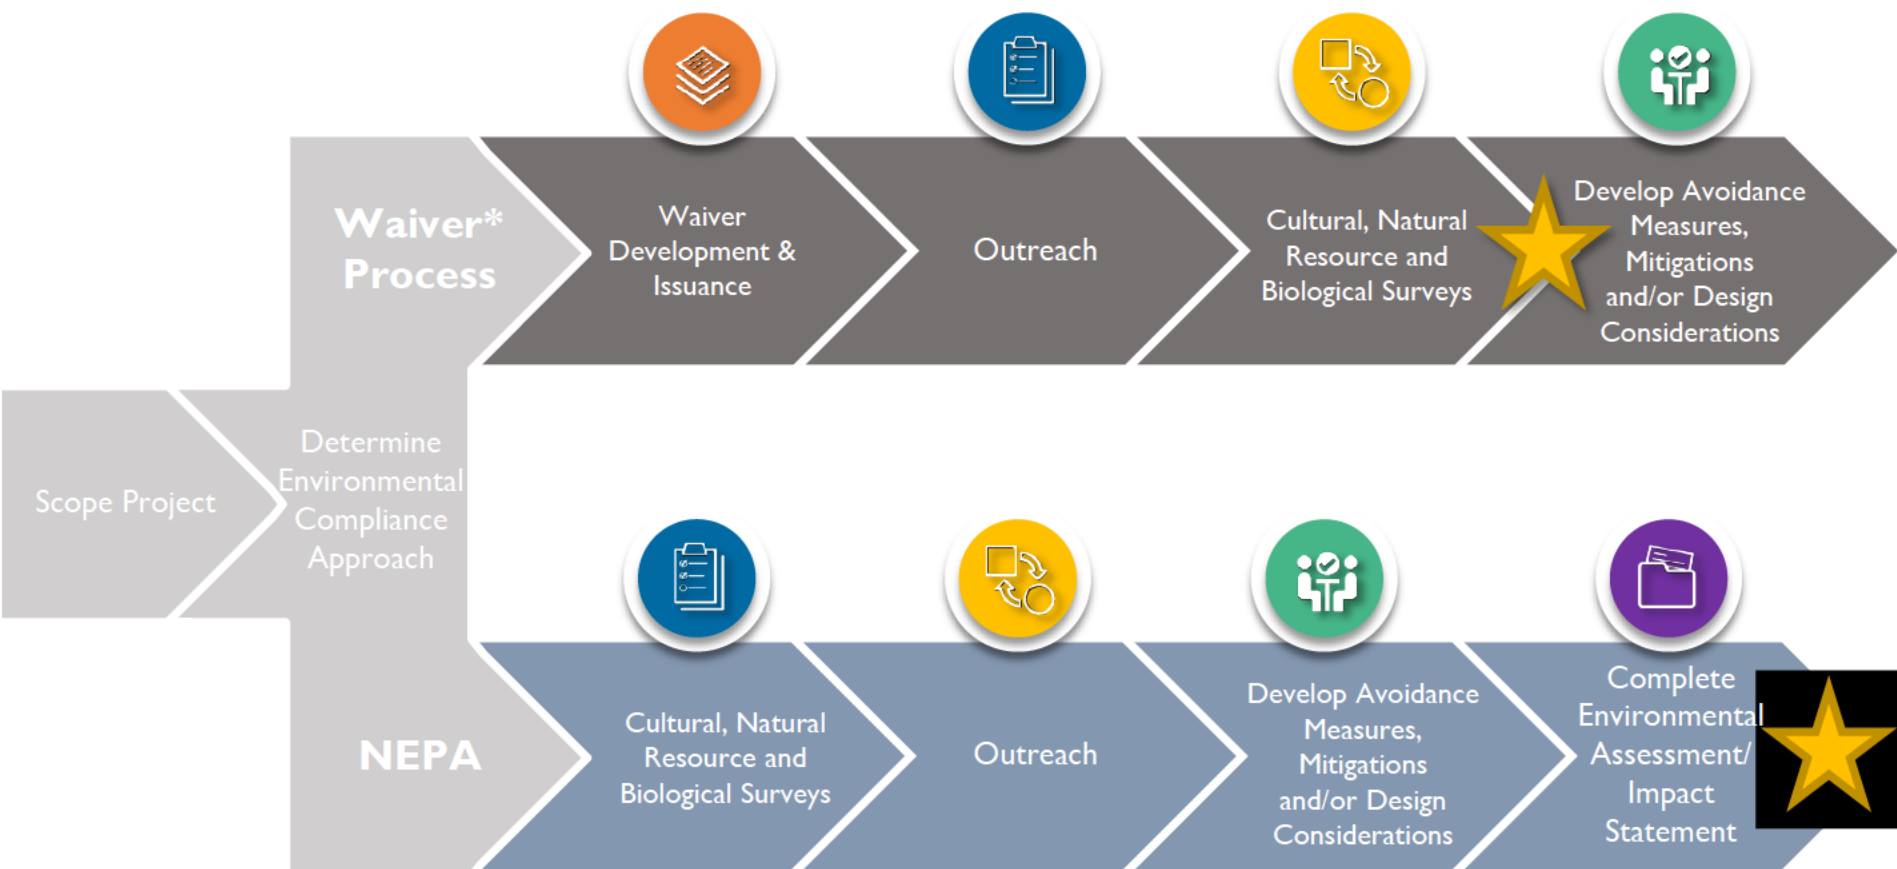 Waiver*
Process
Waiver
Development &
Issuance
Outreach
Cultural, Natural
Resource and
Biological Surveys
Develop Avoidance
Measures,
Mitigations
and/or Design
Considerations
Scope Project
Determine
Environmental
Compliance
Approach
NEPA
Cultural, Natural
Resource and
Biological Surveys
Outreach
Develop Avoidance
Measures,
Mitigations
and/or Design
Considerations
Complete
Environmental
Assessment/
Impact
Statement